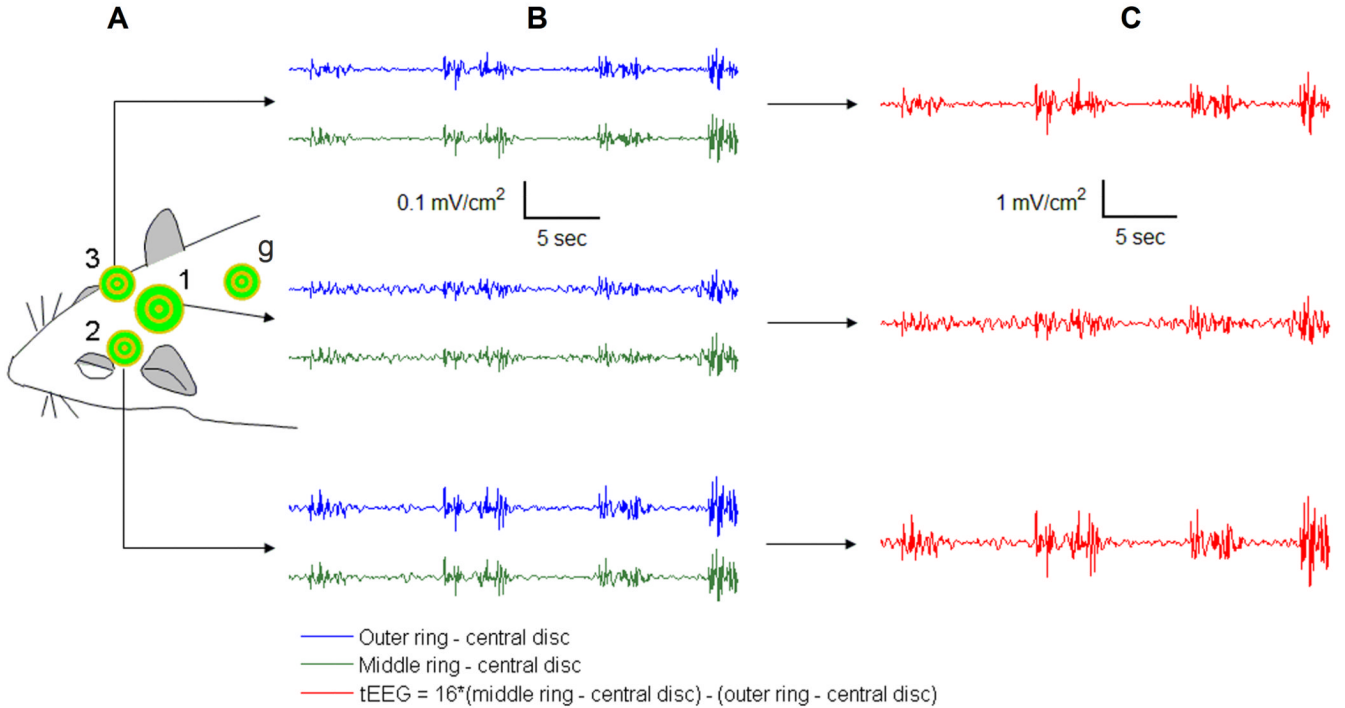 A
B
C
0.1 mV/cm2
5 sec
1 mV/cm2
5 sec
3
1
g
2
Outer ring - central disc
Middle ring - central disc
tEEG = 16*(middle ring - central disc) - (outer ring - central disc)